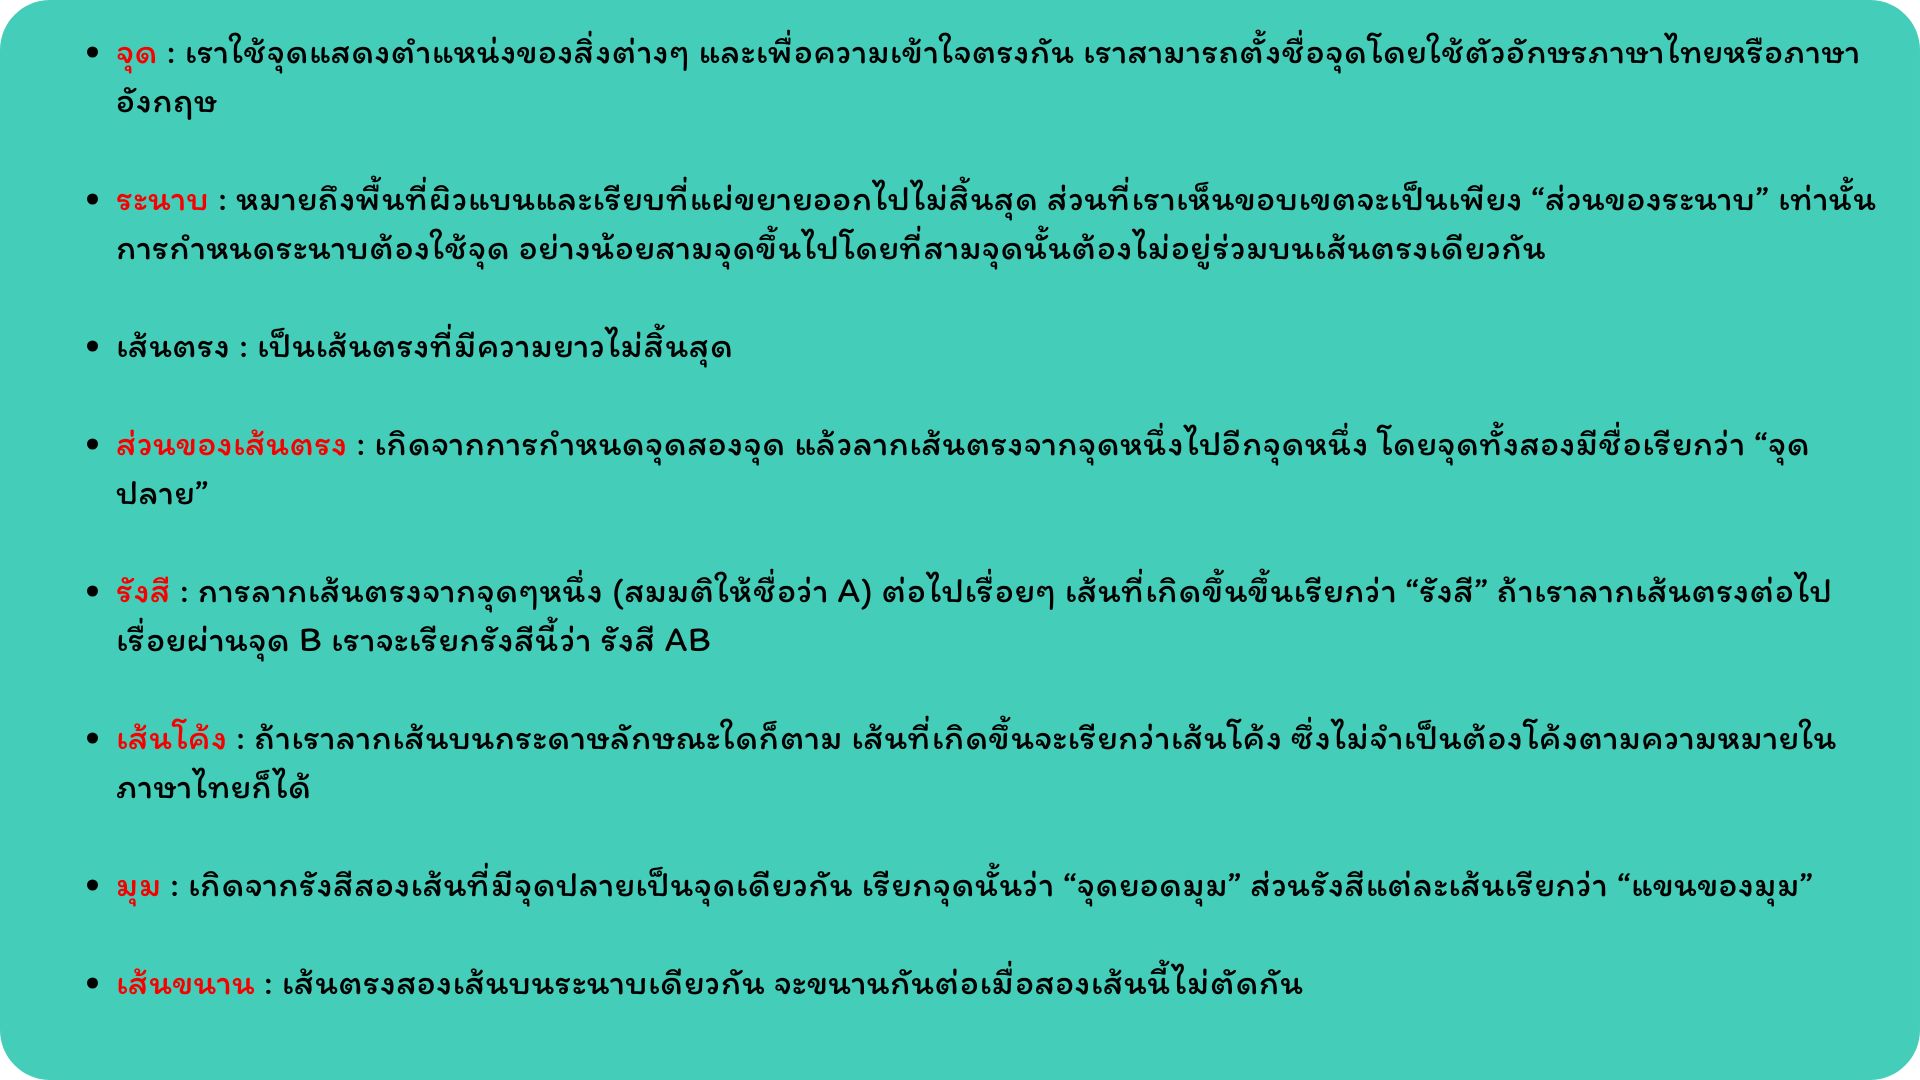 • จุด : เราใช้จุดแสดงตำแหน่งของสิ่งต่างๆ และเพื่อความเข้าใจตรงกัน เราสามารถตั้งชื่อจุดโดยใช้ตัวอักษรภาษาไทยหรือภาษา
อังกฤษ
• ระนาบ : หมายถึงพื้นที่ผิวแบนและเรียบที่แผ่ขยายออกไปไม่สิ้นสุด ส่วนที่เราเห็นขอบเขตจะเป็นเพียง “ส่วนของระนาบ” เท่านั้น
การกำหนดระนาบต้องใช้จุด อย่างน้อยสามจุดขึ้นไปโดยที่สามจุดนั้นต้องไม่อยู่ร่วมบนเส้นตรงเดียวกัน
• เส้นตรง : เป็นเส้นตรงที่มีความยาวไม่สิ้นสุด
• ส่วนของเส้นตรง : เกิดจากการกำหนดจุดสองจุด แล้วลากเส้นตรงจากจุดหนึ่งไปอีกจุดหนึ่ง โดยจุดทั้งสองมีชื่อเรียกว่า “จุด
ปลาย”
• รังสี : การลากเส้นตรงจากจุดๆหนึ่ง (สมมติให้ชื่อว่า A) ต่อไปเรื่อยๆ เส้นที่เกิดขึ้นขึ้นเรียกว่า “รังสี” ถ้าเราลากเส้นตรงต่อไป
เรื่อยผ่านจุด B เราจะเรียกรังสีนี้ว่า รังสี AB
• เส้นโค้ง : ถ้าเราลากเส้นบนกระดาษลักษณะใดก็ตาม เส้นที่เกิดขึ้นจะเรียกว่าเส้นโค้ง ซึ่งไม่จำเป็นต้องโค้งตามความหมายใน
ภาษาไทยก็ได้
• มุม : เกิดจากรังสีสองเส้นที่มีจุดปลายเป็นจุดเดียวกัน เรียกจุดนั้นว่า “จุดยอดมุม” ส่วนรังสีแต่ละเส้นเรียกว่า “แขนของมุม”
• เส้นขนาน : เส้นตรงสองเส้นบนระนาบเดียวกัน จะขนานกันต่อเมื่อสองเส้นนี้ไม่ตัดกัน